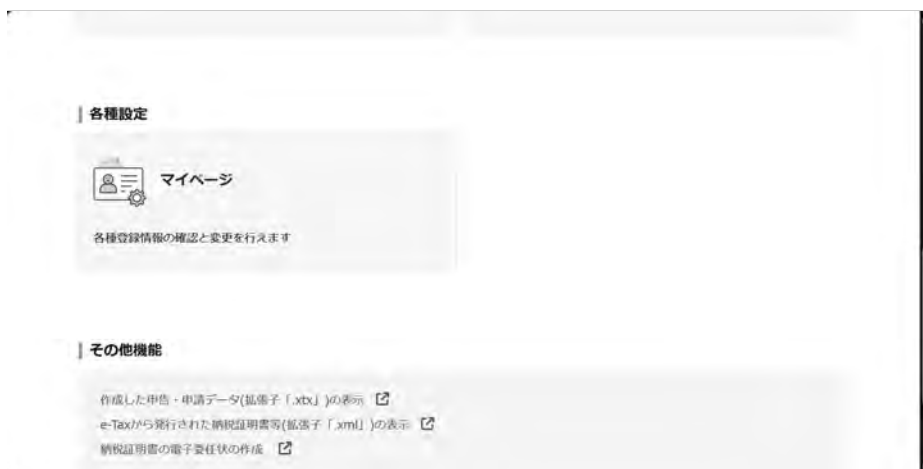 各種設定
マイページ
各種登録情報の確認と変更を行えます
その他機能
作成した申告・申請データ(拡張子「.xtx」)の表示
e-Taxから発行された納税証明書等(拡張子「.xml」)の表示
納税証明書の電子委任状の作成